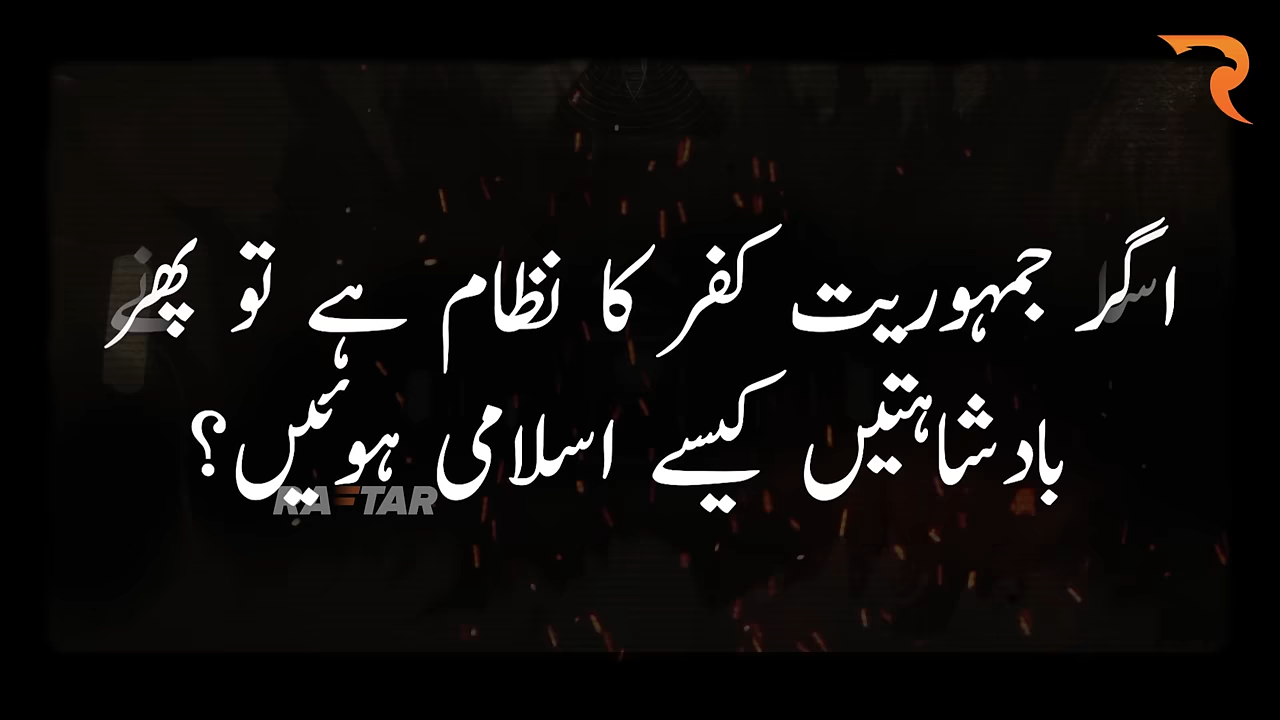 اگر جمہوریت کفر کا نظام ہے تو پھر
بادشاہتیں کیسے اسلامی ہوئیں؟
RAFTAR